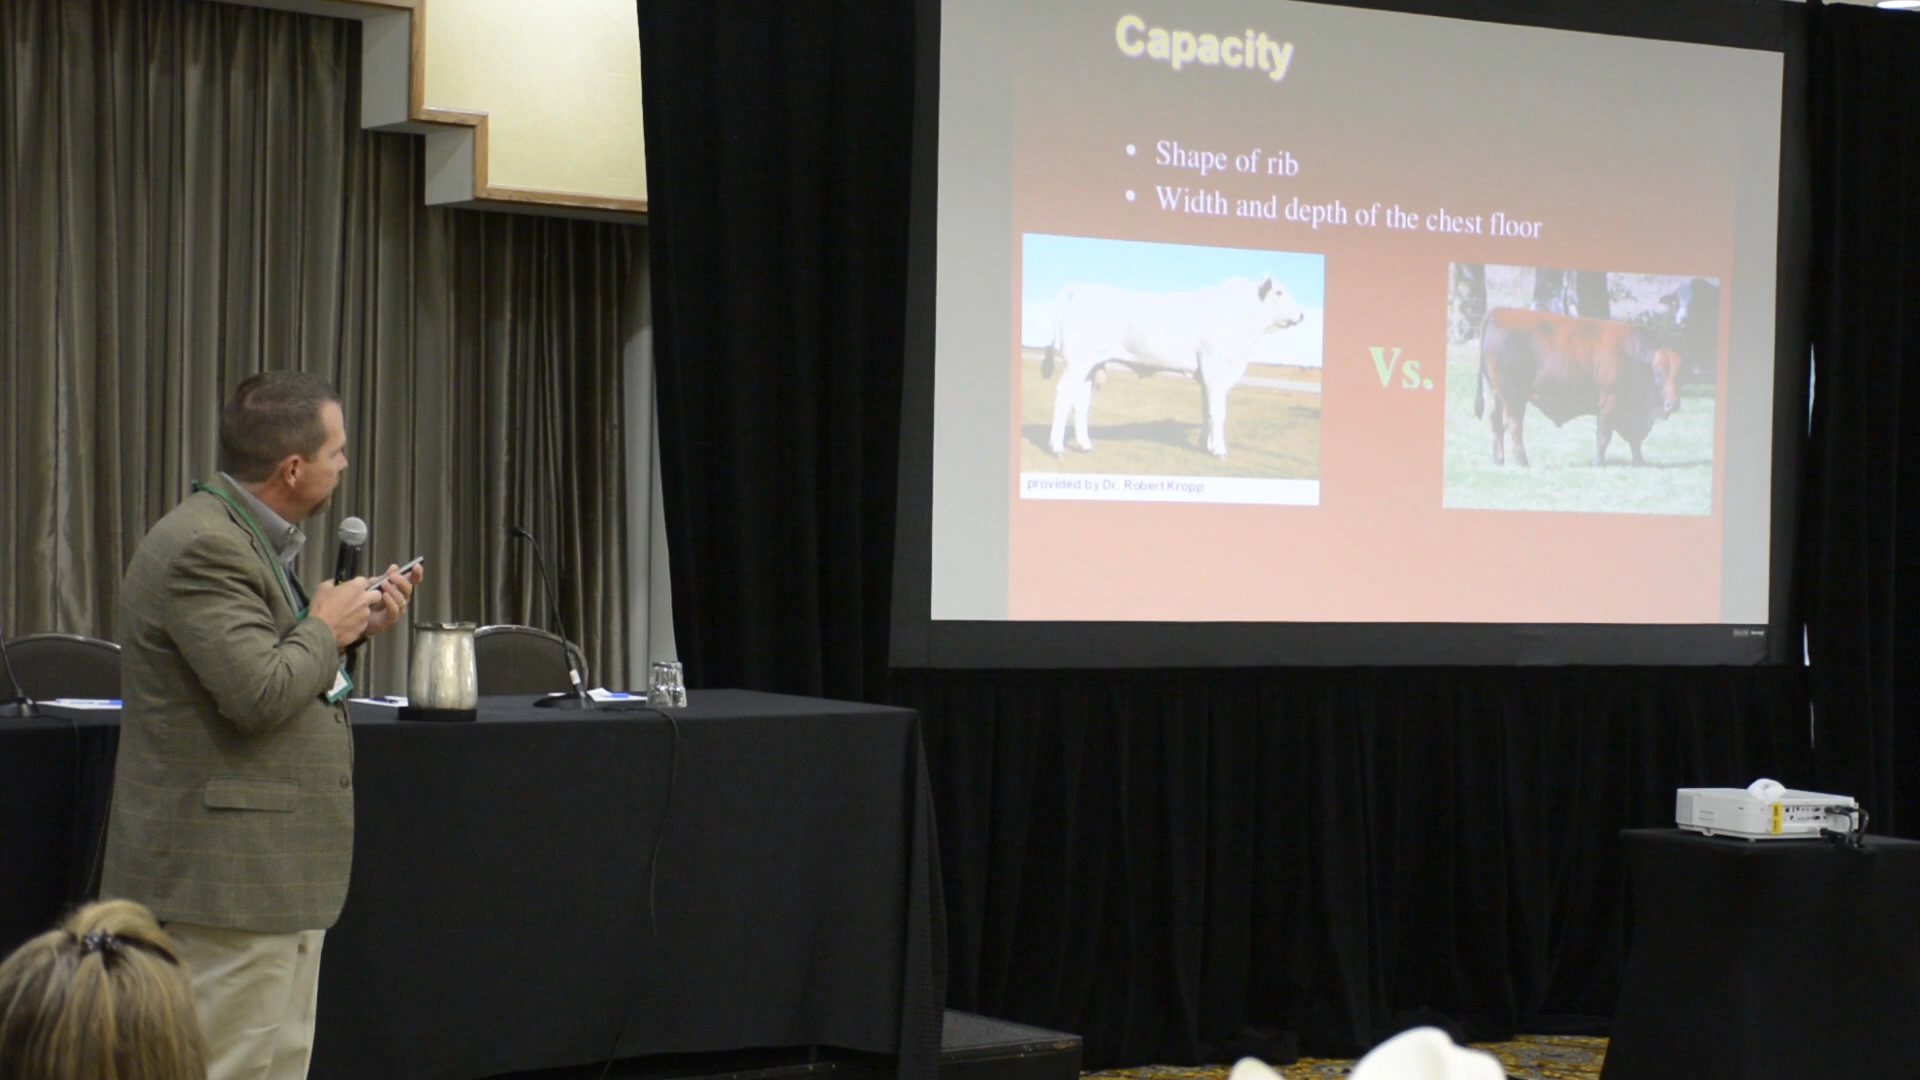 Capacity
• Shape of rib
• Width and depth of the chest floor
Vs.
provided by Dr. Robert Kropp